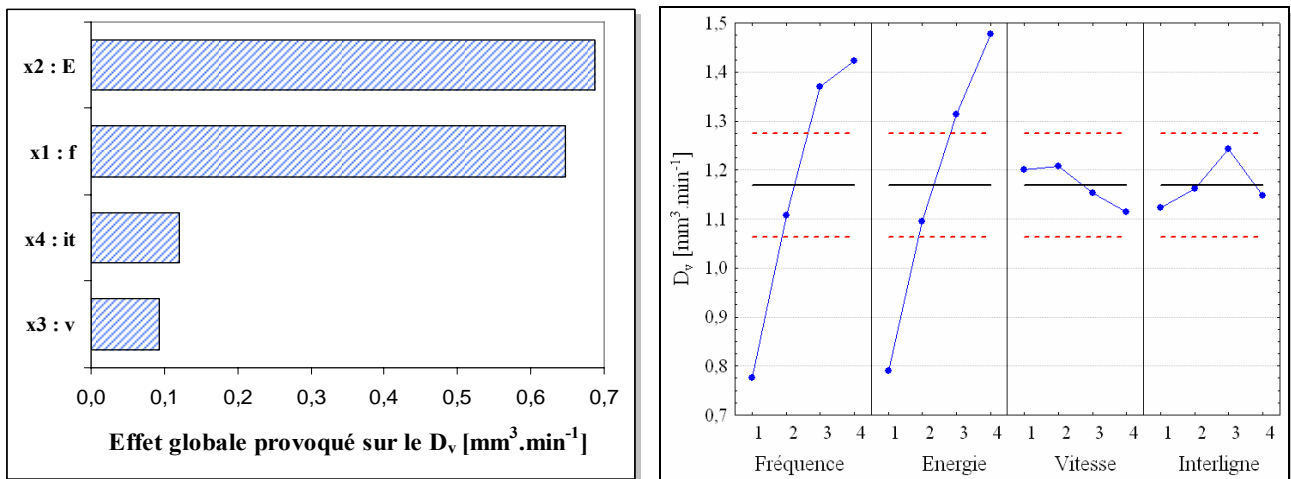 x2 : E
x1 : f
x4 : it
x3 : v
0,0 0,1 0,2 0,3 0,4 0,5 0,6 0,7
Effet globale provoqué sur le Dv [mm³.min⁻¹]
1,5
1,4
1,3
1,2
1,1
1,0
0,9
0,8
0,7
Dv [mm³.min⁻¹]
1 2 3 4 1 2 3 4 1 2 3 4 1 2 3 4
Fréquence Energie Vitesse Interligne